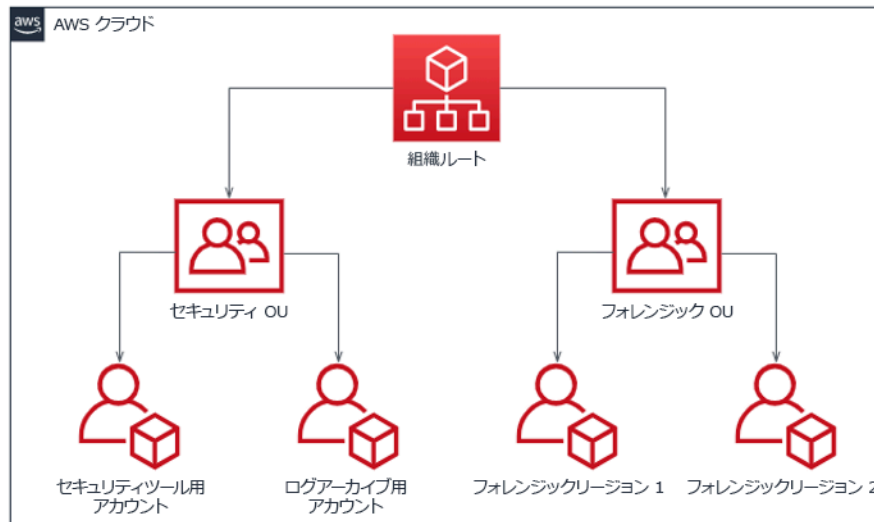 aws
AWS クラウド
組織ルート
セキュリティ OU
フォレンジック OU
セキュリティツール用
アカウント
ログアーカイブ用
アカウント
フォレンジックリージョン 1
フォレンジックリージョン 2